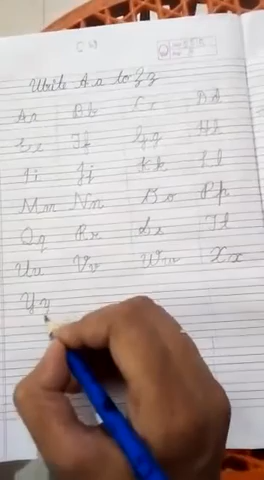 C W
Write Aa to Zz
Aa Bb Cc Dd
Ee Ff Gg Hh
Ii Jj Kk Ll
Mm Nn Oo Pp
Qq Rr Ss Tt
Uu Vv Ww Xx
Yy